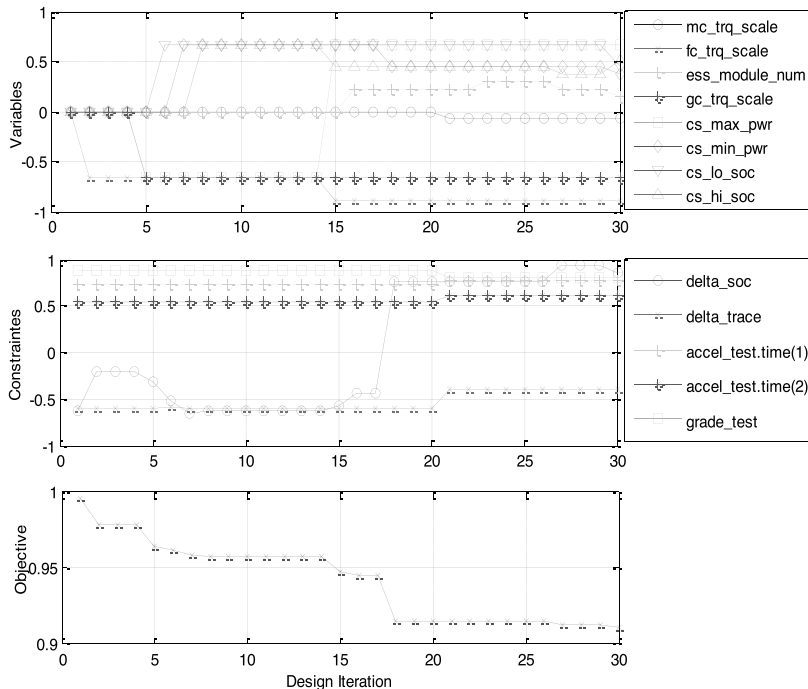 1
0.5
0
-0.5
-1
Variables
0
5
10
15
20
25
30
mc_trq_scale
fc_trq_scale
ess_module_num
gc_trq_scale
cs_max_pwr
cs_min_pwr
cs_lo_soc
cs_hi_soc
1
0.5
0
-0.5
-1
Constraintes
0
5
10
15
20
25
30
delta_soc
delta_trace
accel_test.time(1)
accel_test.time(2)
grade_test
1
0.95
0.9
Objective
0
5
10
15
20
25
30
Design Iteration